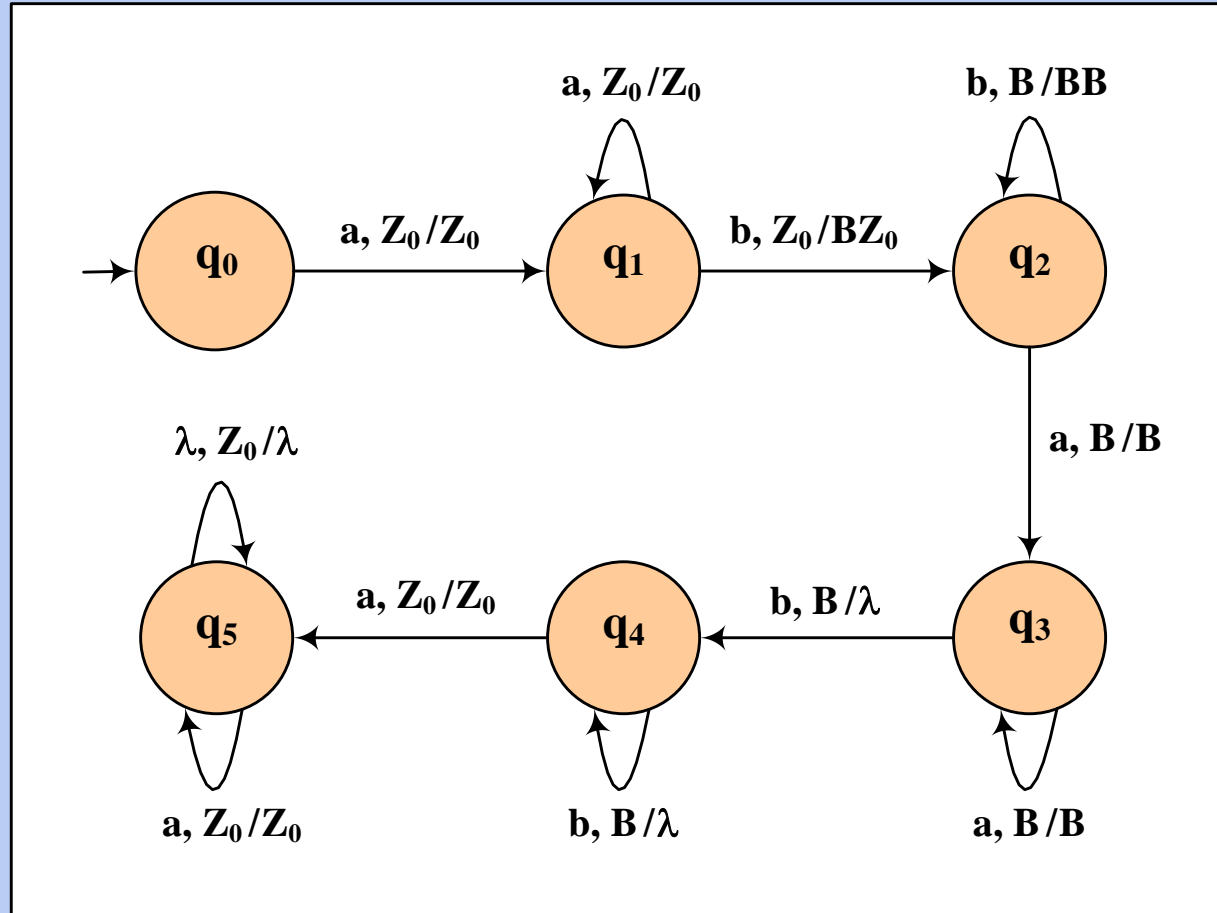 a, Z₀/Z₀
b, B/BB
q₀
a, Z₀/Z₀
q₁
b, Z₀/BZ₀
q₂
a, B/B
λ, Z₀/λ
q₅
a, Z₀/Z₀
q₄
b, B/λ
q₃
a, Z₀/Z₀
b, B/λ
a, B/B